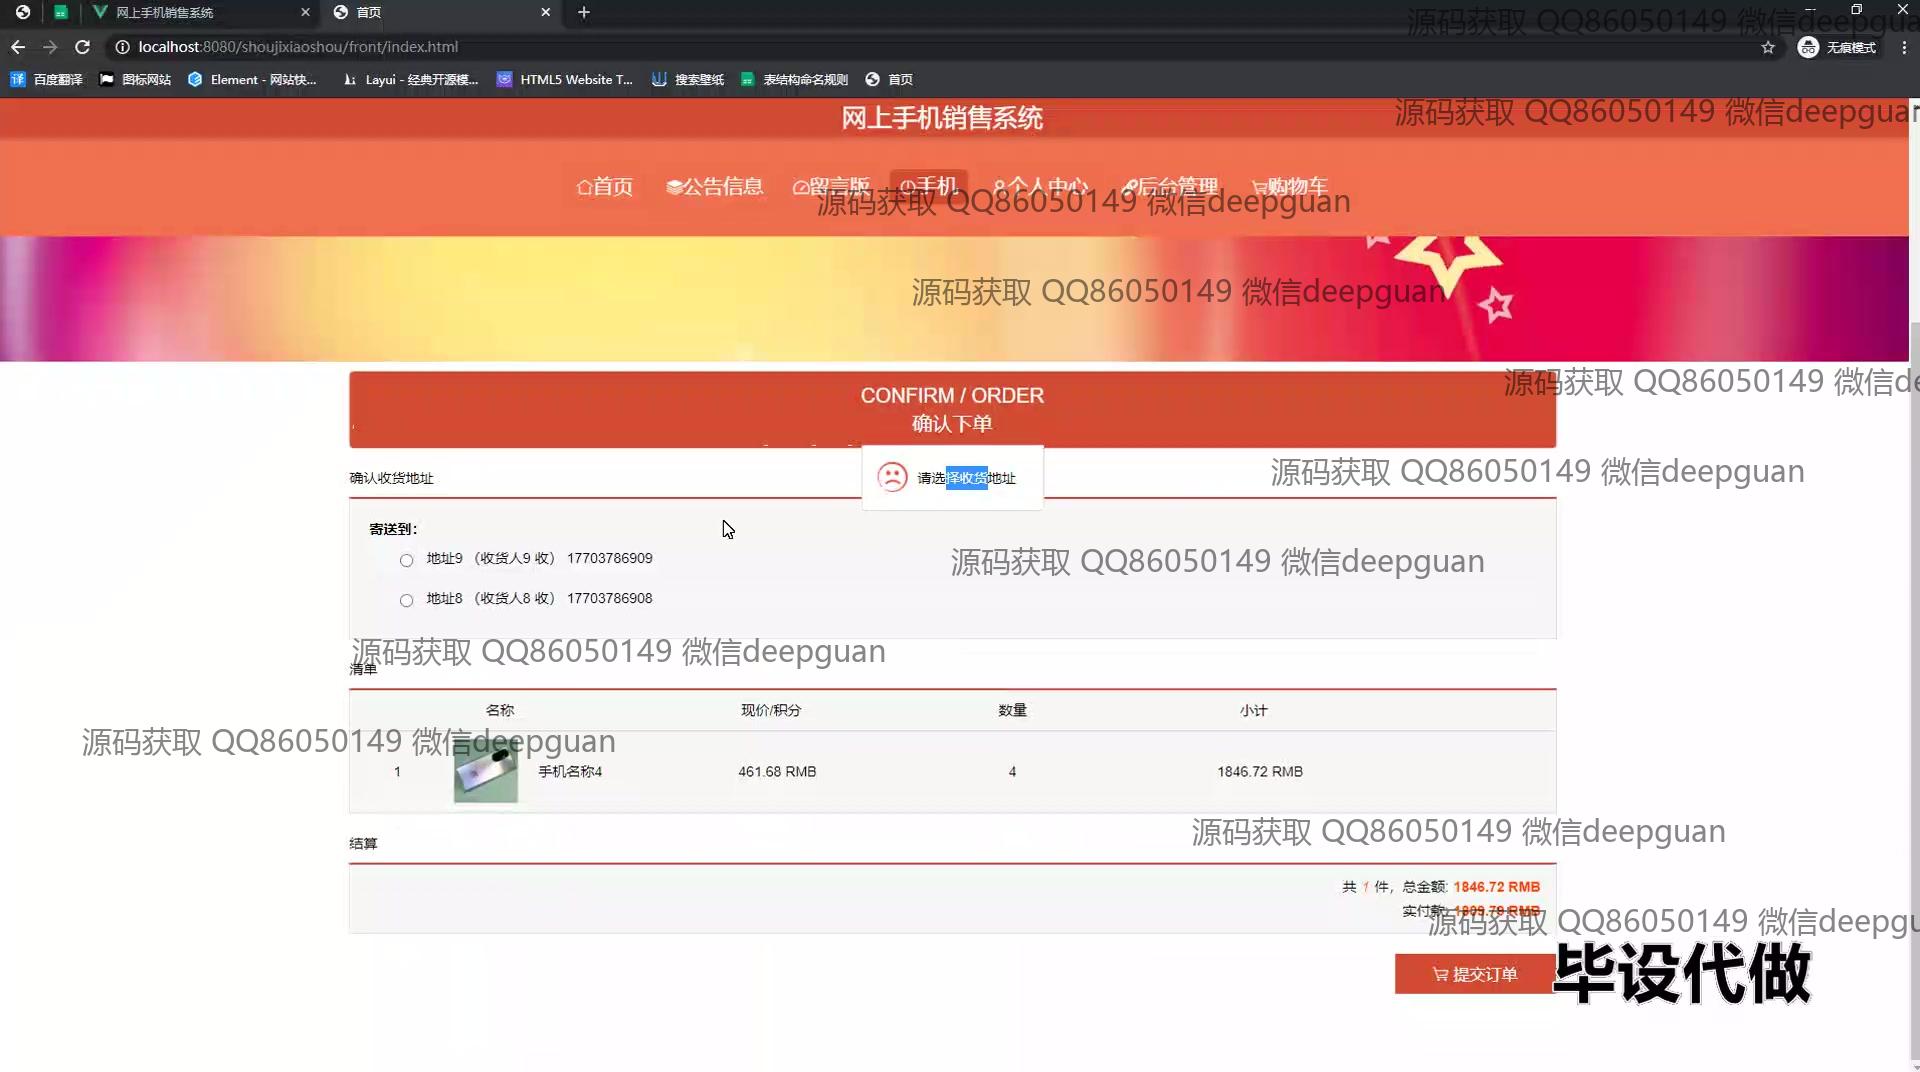 网上手机销售系统
首页
localhost:8080/shoujixiaoshou/front/index.html
无痕模式
百度翻译
图标网站
Element - 网站快...
Layui - 经典开源模...
HTML5 Website T...
搜索壁纸
表结构命名规则
首页
源码获取 QQ86050149 微信deepguan
网上手机销售系统
源码获取 QQ86050149 微信deepguan
首页
公告信息
留言版
手机
个人中心
后台管理
购物车
源码获取 QQ86050149 微信deepguan
源码获取 QQ86050149 微信deepguan
源码获取 QQ86050149 微信de
CONFIRM / ORDER
确认下单
确认收货地址
请选择收货地址
源码获取 QQ86050149 微信deepguan
寄送到:
地址9 （收货人9 收） 17703786909
源码获取 QQ86050149 微信deepguan
地址8 （收货人8 收） 17703786908
源码获取 QQ86050149 微信deepguan
清单
名称 现价/积分 数量 小计
源码获取 QQ86050149 微信deepguan
1 手机名称4 461.68 RMB 4 1846.72 RMB
源码获取 QQ86050149 微信deepguan
结算
共 1 件，总金额: 1846.72 RMB
实付款: 1809.79 RMB
源码获取 QQ86050149 微信deepgu
提交订单
毕设代做